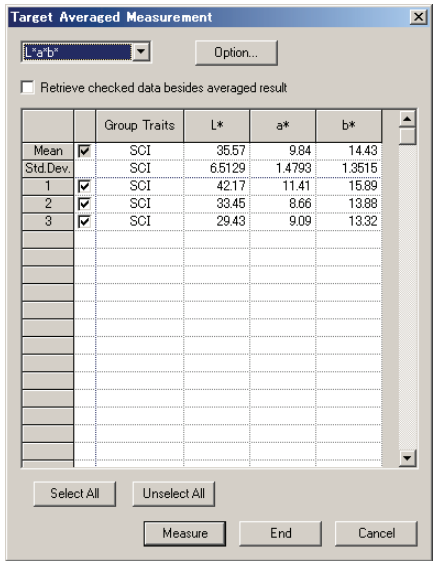 Target Averaged Measurement
L*a*b*
Option...
Retrieve checked data besides averaged result
Group Traits L* a* b*
Mean SCI 35.57 9.84 14.43
Std.Dev. SCI 6.5129 1.4793 1.3515
1 SCI 42.17 11.41 15.89
2 SCI 33.45 8.66 13.88
3 SCI 29.43 9.09 13.32
Select All Unselect All
Measure End Cancel